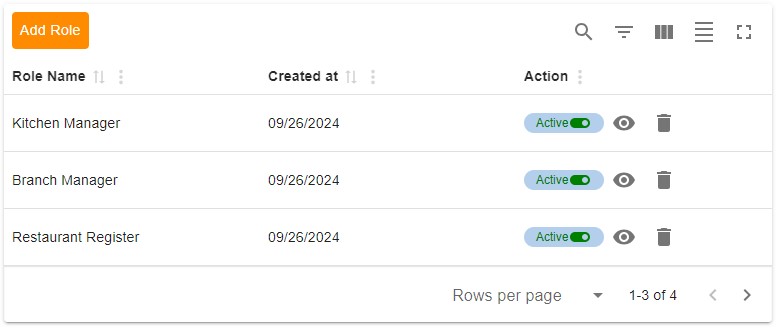 Add Role
Role Name Created at Action
Kitchen Manager 09/26/2024 Active
Branch Manager 09/26/2024 Active
Restaurant Register 09/26/2024 Active
Rows per page 1-3 of 4